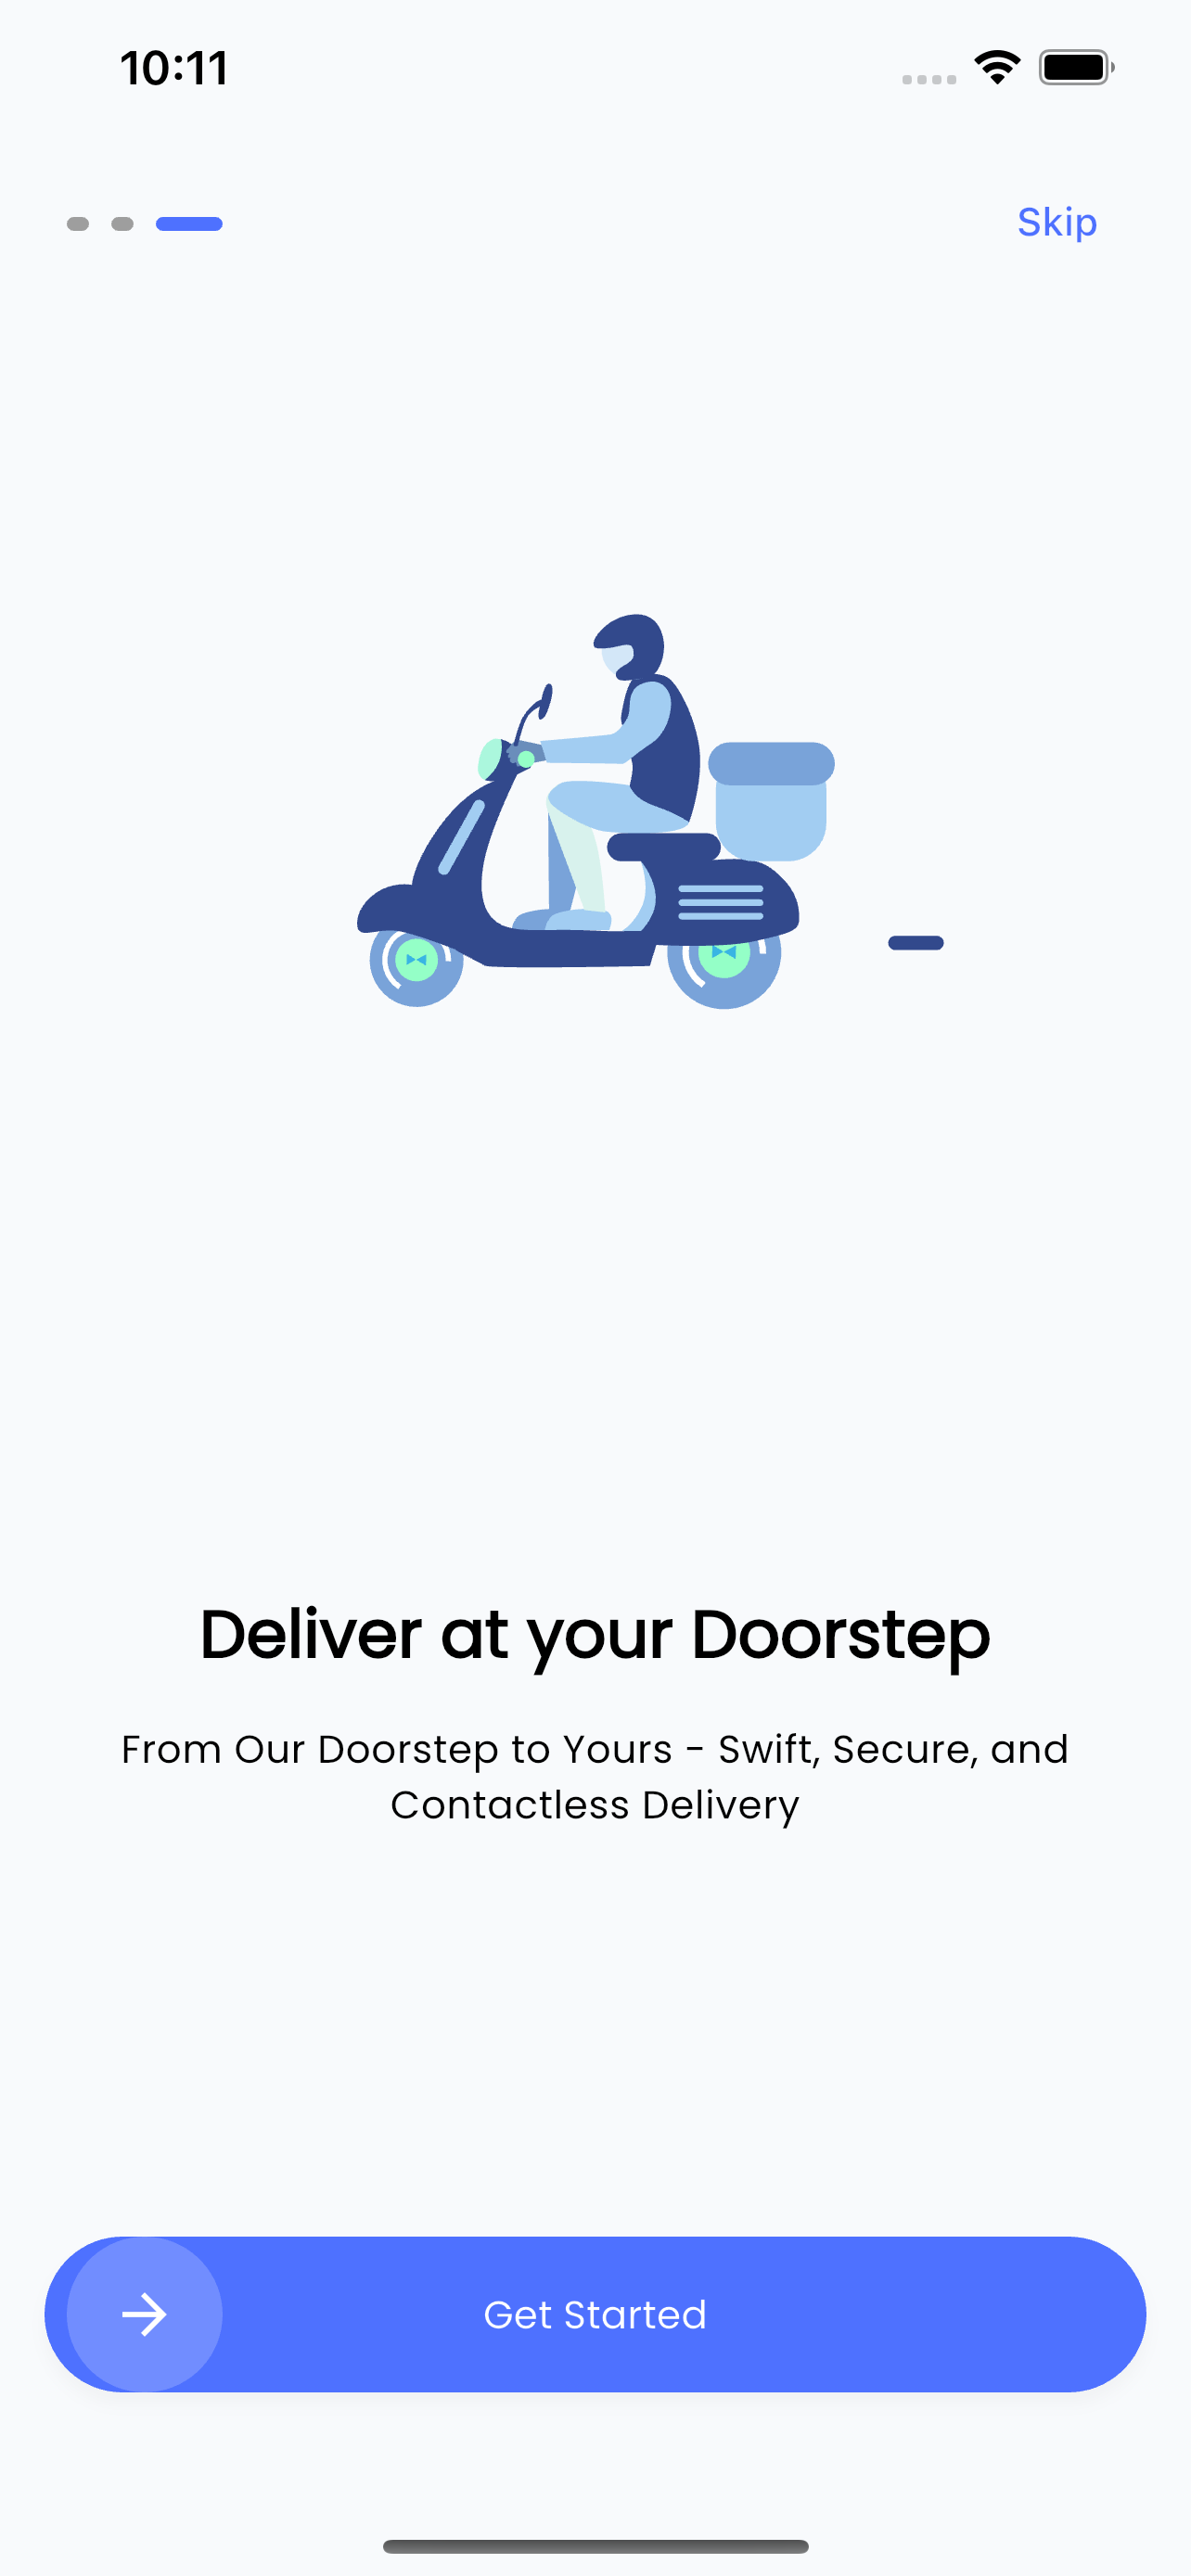 10:11
Skip
Deliver at your Doorstep
From Our Doorstep to Yours - Swift, Secure, and
Contactless Delivery
Get Started